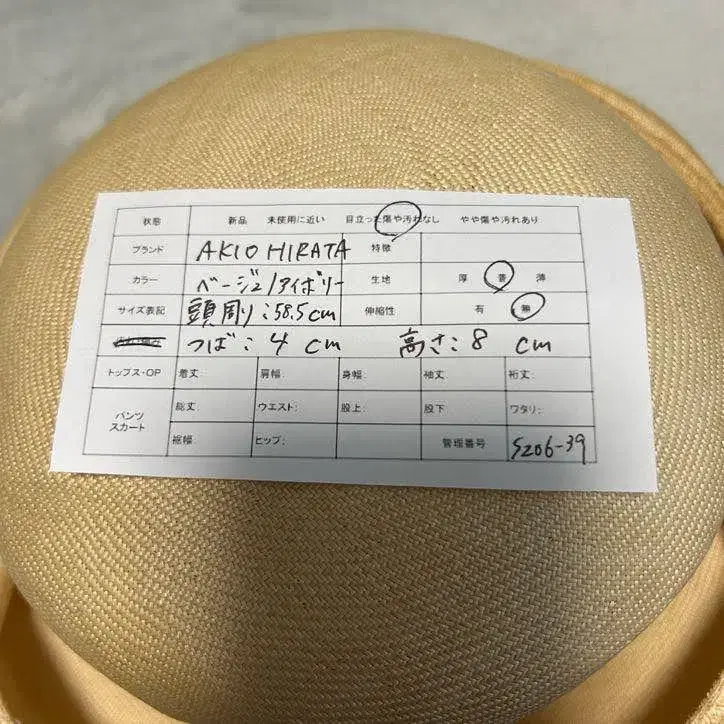 状態 新品 未使用に近い 目立った傷や汚れなし やや傷や汚れあり
ブランド AKIO HIRATA 特徴
カラー ベージュ/アイボリー 生地 厚 普 薄
サイズ表記 頭周り:58.5cm 伸縮性 有 無
つば:4cm 高さ:8cm
トップス・OP 着丈: 肩幅: 身幅: 袖丈: 裄丈:
パンツ スカート 総丈: ウエスト: 股上: 股下 ワタリ:
裾幅: ヒップ: 管理番号 S206-39